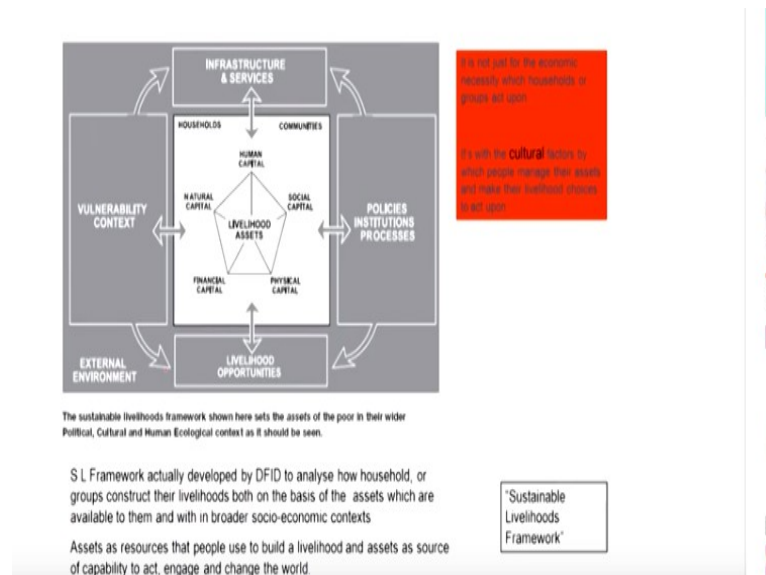 INFRASTRUCTURE
& SERVICES
HOUSEHOLDS
COMMUNITIES
HUMAN
CAPITAL
NATURAL
CAPITAL
SOCIAL
CAPITAL
LIVELIHOOD
ASSETS
FINANCIAL
CAPITAL
PHYSICAL
CAPITAL
VULNERABILITY
CONTEXT
POLICIES
INSTITUTIONS
PROCESSES
EXTERNAL
ENVIRONMENT
LIVELIHOOD
OPPORTUNITIES
It is not just for the economic
necessity which households or
groups act upon
It's with the cultural factors by
which people manage their assets
and make their livelihood choices
to act upon
The sustainable livelihoods framework shown here sets the assets of the poor in their wider
Political, Cultural and Human Ecological context as it should be seen.
S L Framework actually developed by DFID to analyse how household, or
groups construct their livelihoods both on the basis of the assets which are
available to them and with in broader socio-economic contexts
Assets as resources that people use to build a livelihood and assets as source
of capability to act, engage and change the world.
"Sustainable
Livelihoods
Framework"